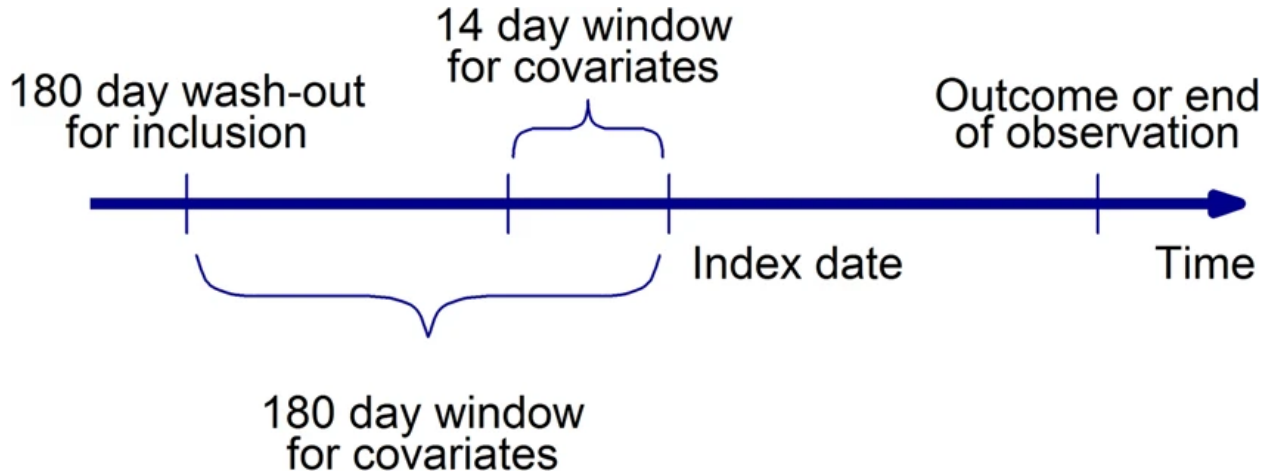 14 day window
for covariates
180 day wash-out
for inclusion
Outcome or end
of observation
Index date
Time
180 day window
for covariates